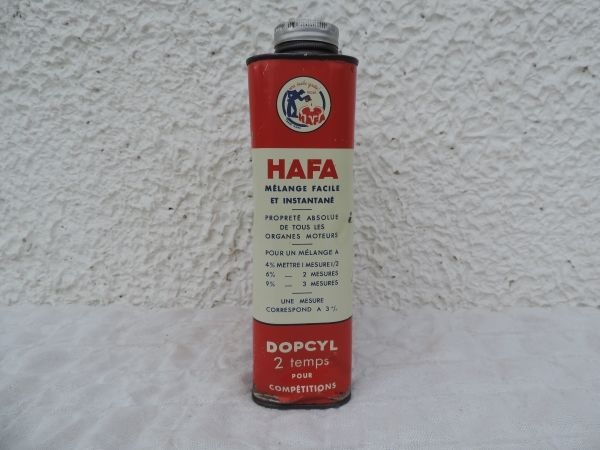 HAFA
HAFA
MÉLANGE FACILE
ET INSTANTANÉ
PROPRETÉ ABSOLUE
DE TOUS LES
ORGANES MOTEURS
POUR UN MÉLANGE A
4% METTRE 1 MESURE 1/2
6% — 2 MESURES
9% — 3 MESURES
UNE MESURE
CORRESPOND A 3%
DOPCYL
2 temps
POUR
COMPÉTITIONS